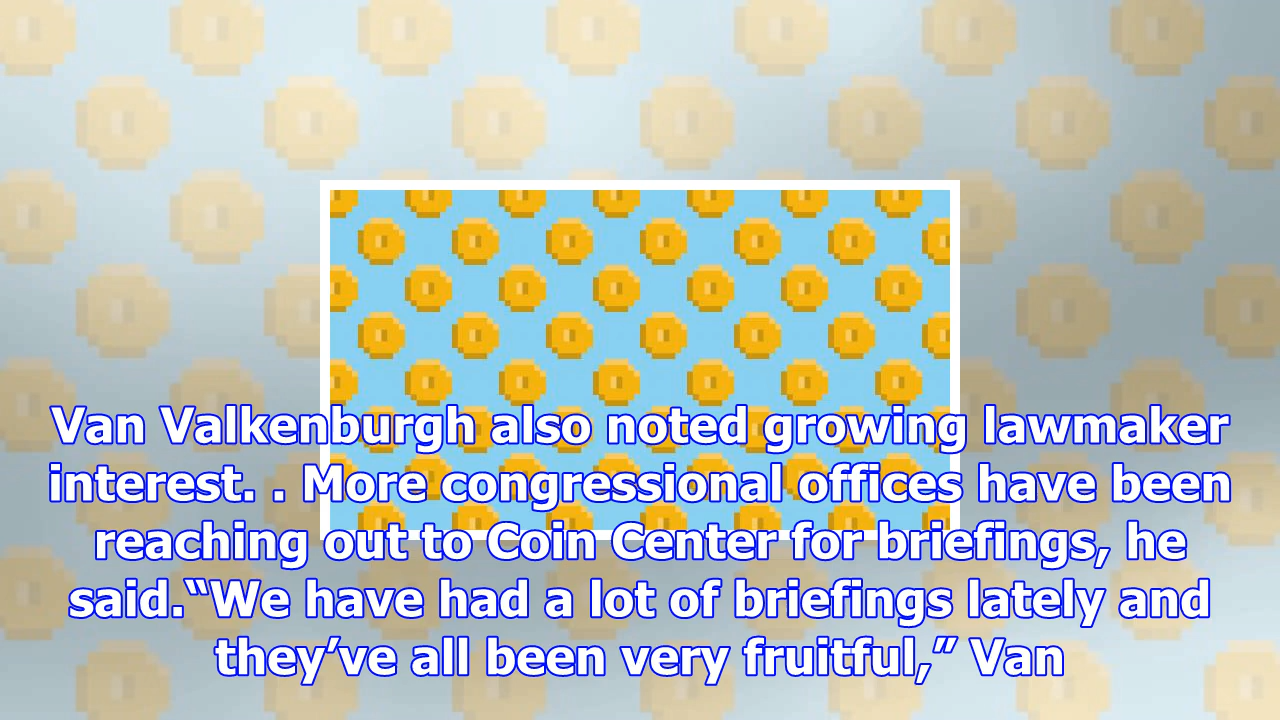 Van Valkenburgh also noted growing lawmaker
interest. . More congressional offices have been
reaching out to Coin Center for briefings, he
said.“We have had a lot of briefings lately and
they’ve all been very fruitful,” Van